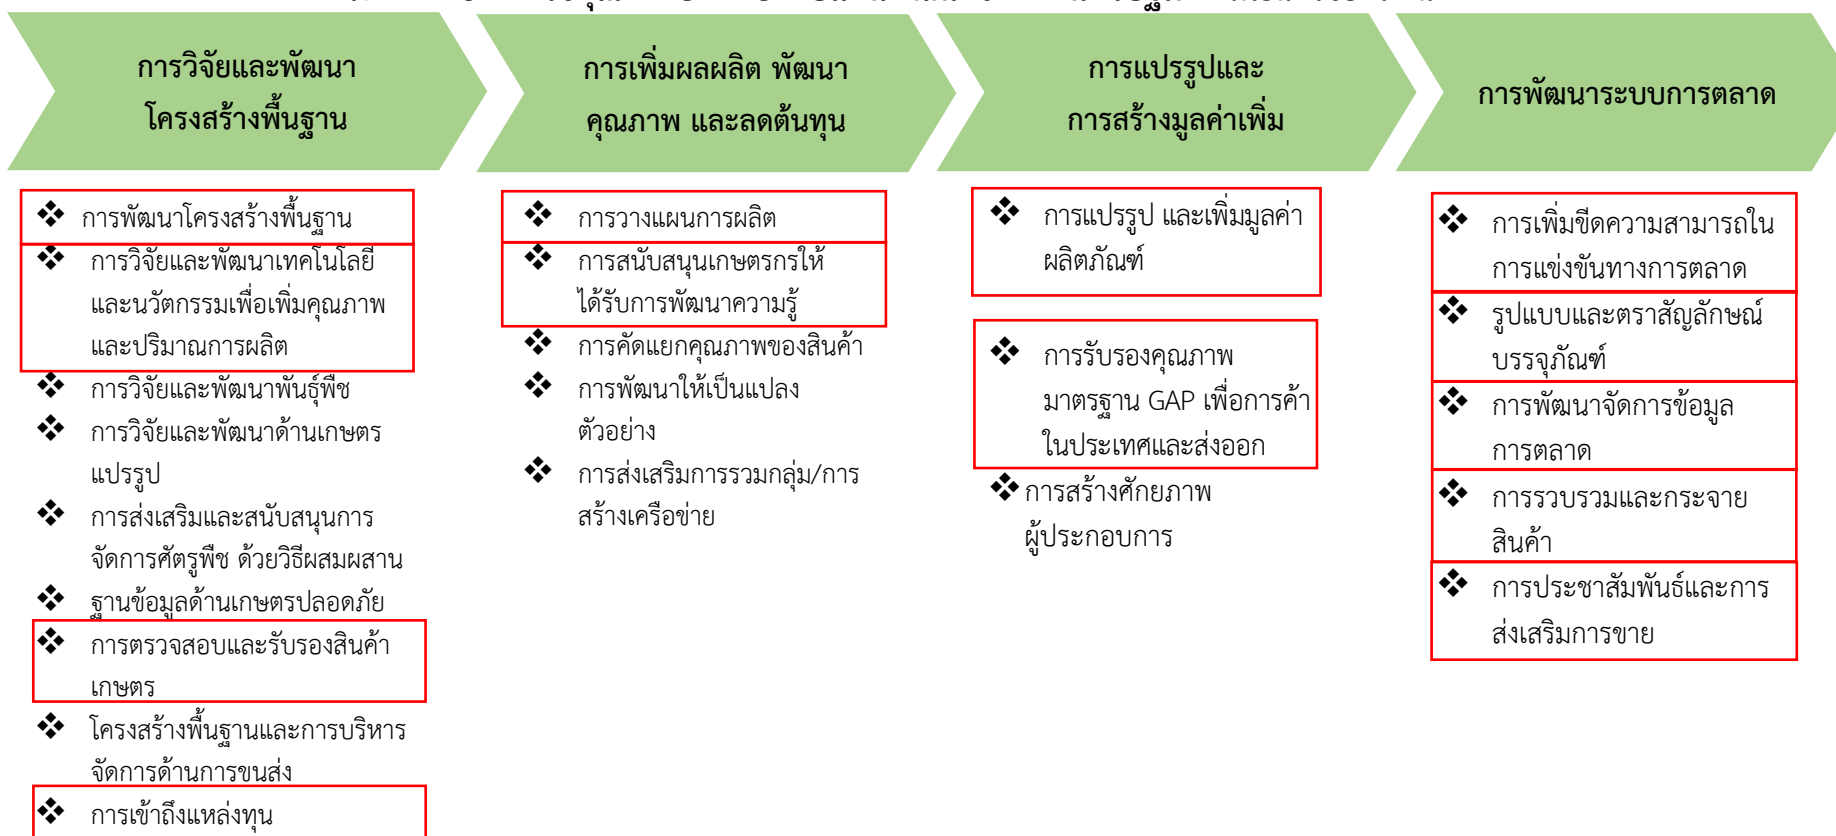 การวิจัยและพัฒนา
โครงสร้างพื้นฐาน
❖ การพัฒนาโครงสร้างพื้นฐาน
❖ การวิจัยและพัฒนาเทคโนโลยี
และนวัตกรรมเพื่อเพิ่มคุณภาพ
และปริมาณการผลิต
❖ การวิจัยและพัฒนาพันธุ์พืช
❖ การวิจัยและพัฒนาด้านเกษตร
แปรรูป
❖ การส่งเสริมและสนับสนุนการ
จัดการศัตรูพืช ด้วยวิธีผสมผสาน
❖ ฐานข้อมูลด้านเกษตรปลอดภัย
❖ การตรวจสอบและรับรองสินค้า
เกษตร
❖ โครงสร้างพื้นฐานและการบริหาร
จัดการด้านการขนส่ง
❖ การเข้าถึงแหล่งทุน
การเพิ่มผลผลิต พัฒนา
คุณภาพ และลดต้นทุน
❖ การวางแผนการผลิต
❖ การสนับสนุนเกษตรกรให้
ได้รับการพัฒนาความรู้
❖ การคัดแยกคุณภาพของสินค้า
❖ การพัฒนาให้เป็นแปลง
ตัวอย่าง
❖ การส่งเสริมการรวมกลุ่ม/การ
สร้างเครือข่าย
การแปรรูปและ
การสร้างมูลค่าเพิ่ม
❖ การแปรรูป และเพิ่มมูลค่า
ผลิตภัณฑ์
❖ การรับรองคุณภาพ
มาตรฐาน GAP เพื่อการค้า
ในประเทศและส่งออก
❖ การสร้างศักยภาพ
ผู้ประกอบการ
การพัฒนาระบบการตลาด
❖ การเพิ่มขีดความสามารถใน
การแข่งขันทางการตลาด
❖ รูปแบบและตราสัญลักษณ์
บรรจุภัณฑ์
❖ การพัฒนาจัดการข้อมูล
การตลาด
❖ การรวบรวมและกระจาย
สินค้า
❖ การประชาสัมพันธ์และการ
ส่งเสริมการขาย